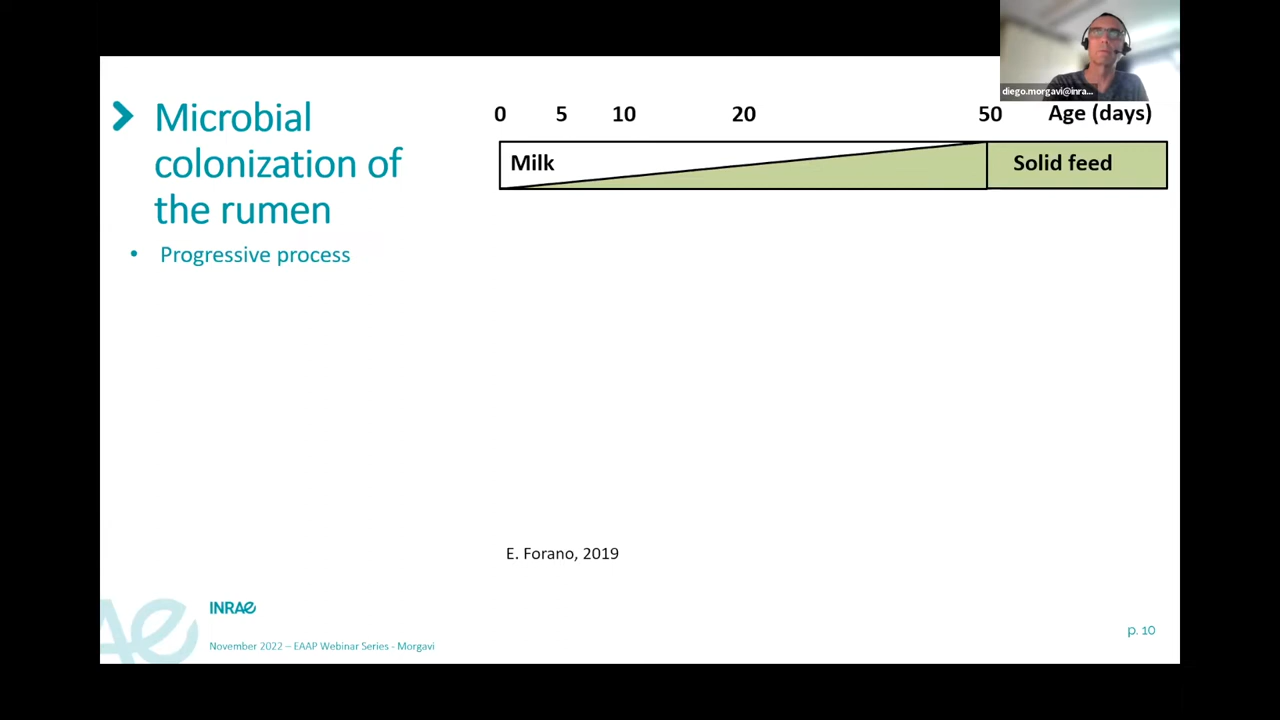 diego.morgavi@inra...
Microbial
colonization of
the rumen
• Progressive process
0 5 10 20 50 Age (days)
Milk Solid feed
E. Forano, 2019
INRAE
November 2022 – EAAP Webinar Series - Morgavi
p. 10